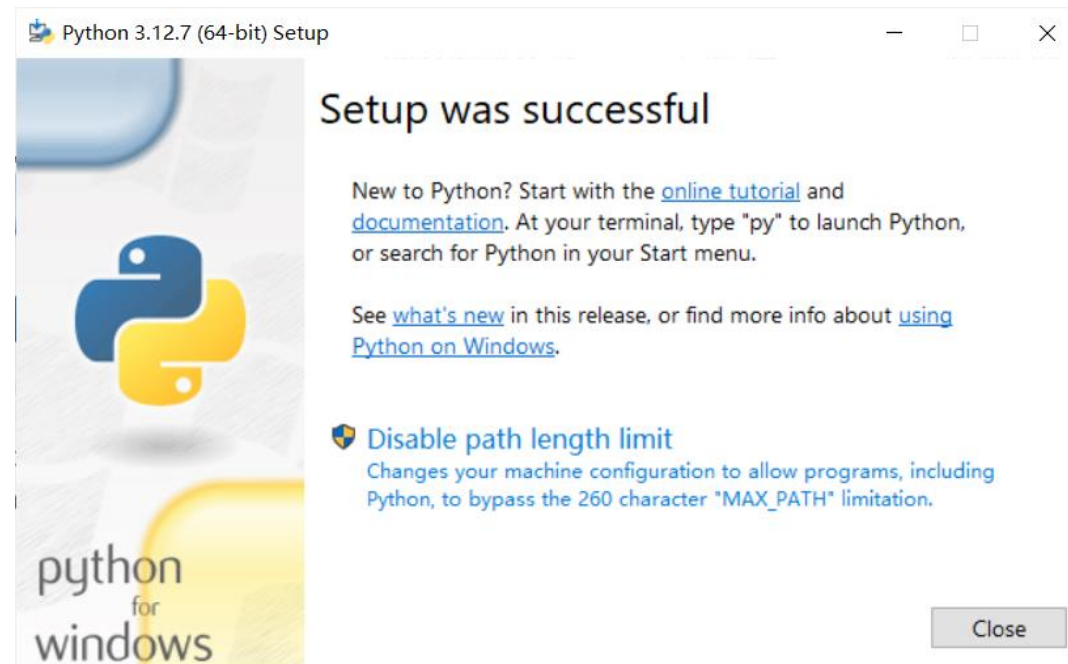 Python 3.12.7 (64-bit) Setup
Setup was successful
New to Python? Start with the online tutorial and
documentation. At your terminal, type "py" to launch Python,
or search for Python in your Start menu.
See what's new in this release, or find more info about using
Python on Windows.
Disable path length limit
Changes your machine configuration to allow programs, including
Python, to bypass the 260 character "MAX_PATH" limitation.
python
for
windows
Close